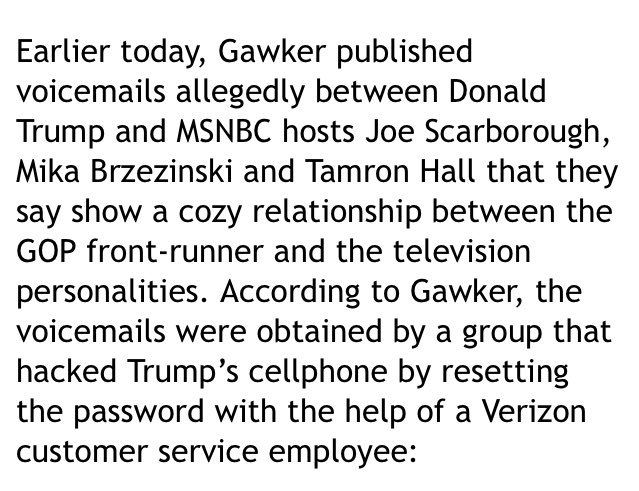 Earlier today, Gawker published
voicemails allegedly between Donald
Trump and MSNBC hosts Joe Scarborough,
Mika Brzezinski and Tamron Hall that they
say show a cozy relationship between the
GOP front-runner and the television
personalities. According to Gawker, the
voicemails were obtained by a group that
hacked Trump’s cellphone by resetting
the password with the help of a Verizon
customer service employee: